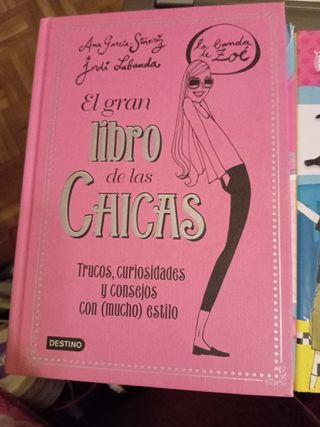 Ana García-Siñeriz
Jordi Labanda
la banda de Zoé
El gran
libro
de las
CHICAS
Trucos, curiosidades
y consejos
con (mucho) estilo
DESTINO